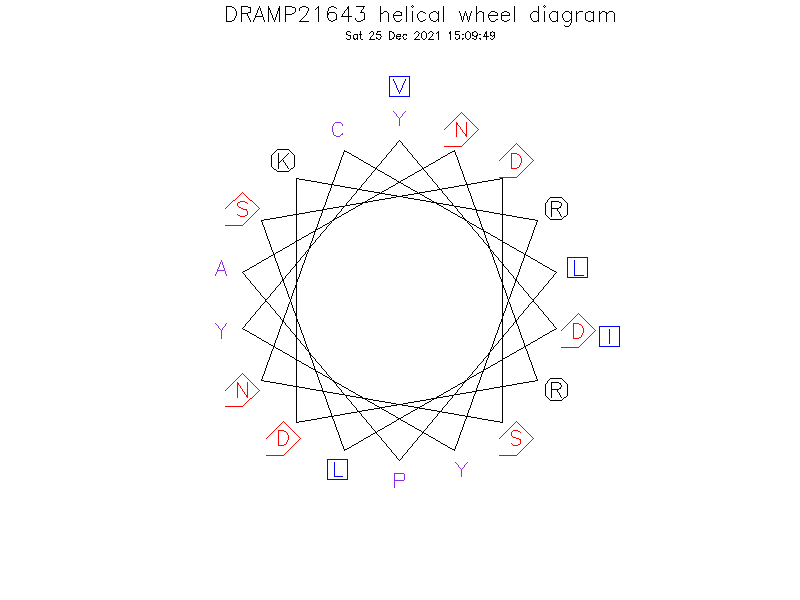 DRAMP21643 helical wheel diagram
Sat 25 Dec 2021 15:09:49
V
C Y N
K D
S R
A L
Y D I
N R
D S
L P Y